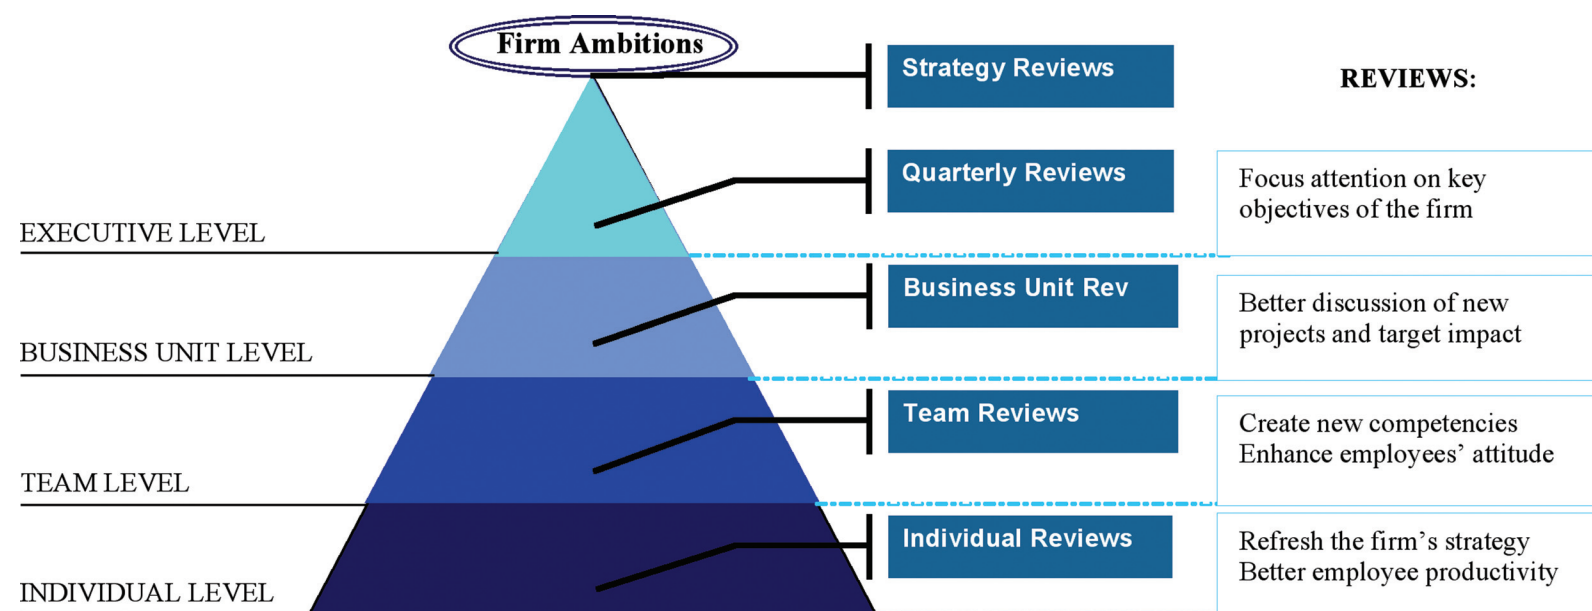 Firm Ambitions
Strategy Reviews
REVIEWS:
Quarterly Reviews
Focus attention on key
objectives of the firm
EXECUTIVE LEVEL
Business Unit Rev
Better discussion of new
projects and target impact
BUSINESS UNIT LEVEL
Team Reviews
Create new competencies
Enhance employees’ attitude
TEAM LEVEL
Individual Reviews
Refresh the firm’s strategy
Better employee productivity
INDIVIDUAL LEVEL